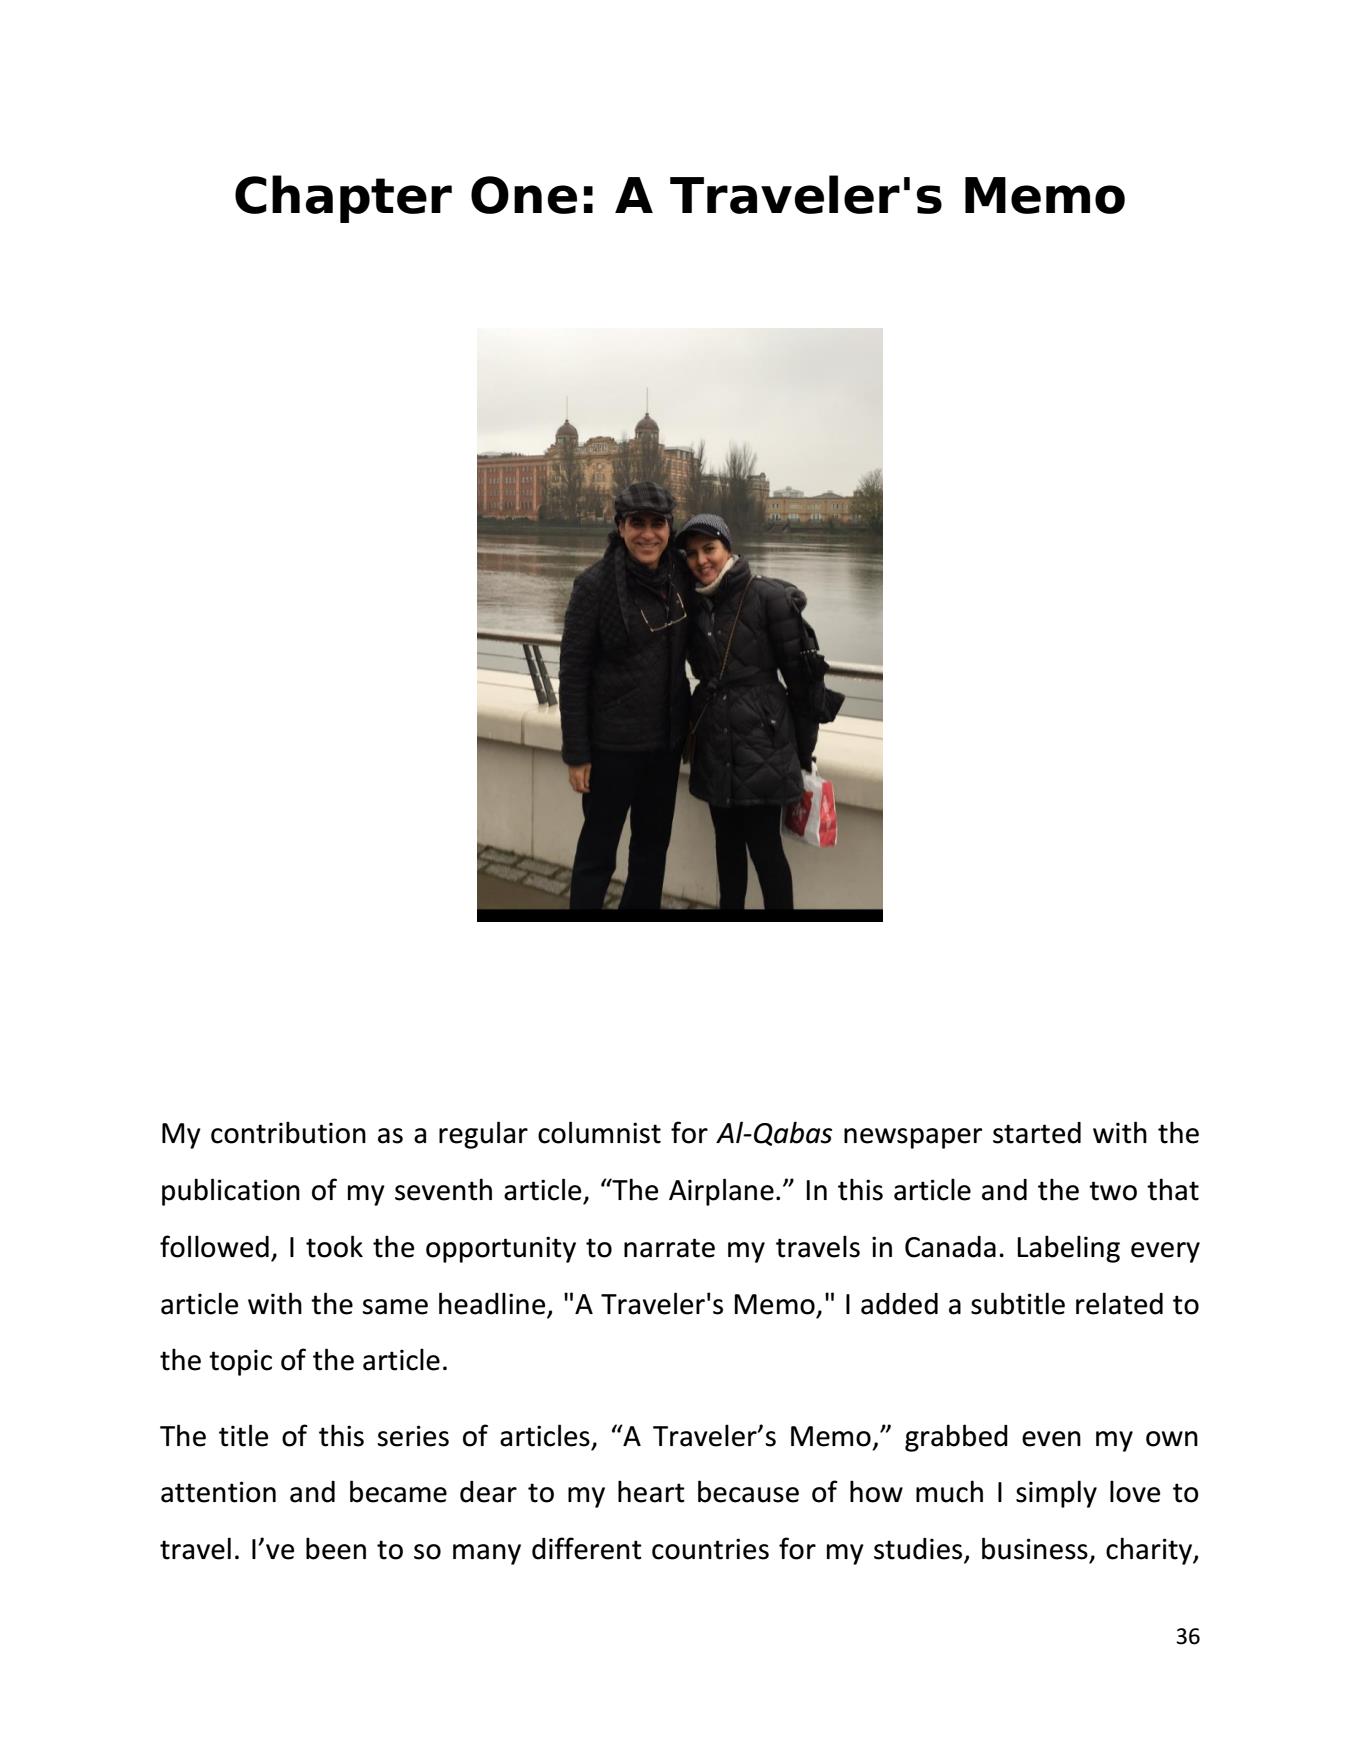 Chapter One: A Traveler's Memo
My contribution as a regular columnist for Al-Qabas newspaper started with the
publication of my seventh article, “The Airplane.” In this article and the two that
followed, I took the opportunity to narrate my travels in Canada. Labeling every
article with the same headline, "A Traveler's Memo," I added a subtitle related to
the topic of the article.
The title of this series of articles, “A Traveler’s Memo,” grabbed even my own
attention and became dear to my heart because of how much I simply love to
travel. I’ve been to so many different countries for my studies, business, charity,
36